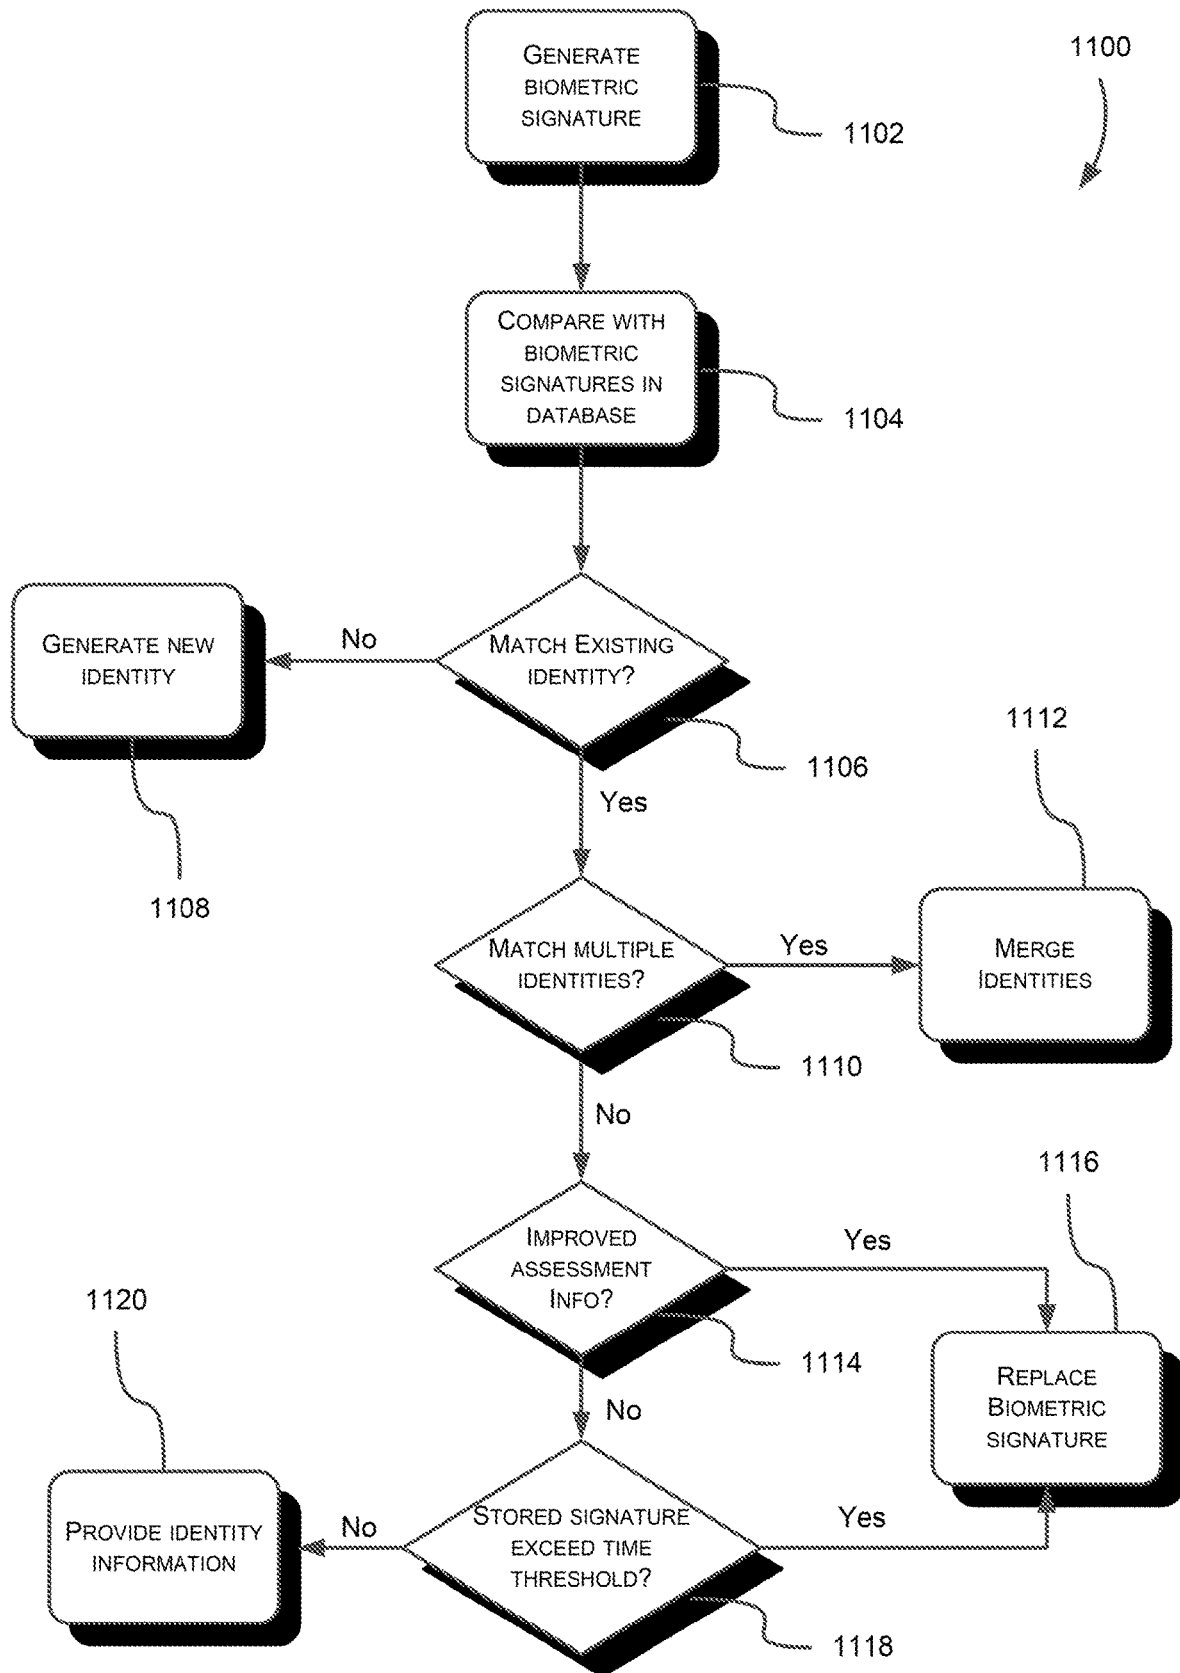 GENERATE
BIOMETRIC
SIGNATURE
1100
1102
COMPARE WITH
BIOMETRIC
SIGNATURES IN
DATABASE
1104
GENERATE NEW
IDENTITY
No
MATCH EXISTING
IDENTITY?
1106
1108
Yes
1112
MATCH MULTIPLE
IDENTITIES?
Yes
MERGE
IDENTITIES
1110
No
1116
IMPROVED
ASSESSMENT
INFO?
Yes
1114
1120
No
REPLACE
BIOMETRIC
SIGNATURE
PROVIDE IDENTITY
INFORMATION
No
STORED SIGNATURE
EXCEED TIME
THRESHOLD?
Yes
1118